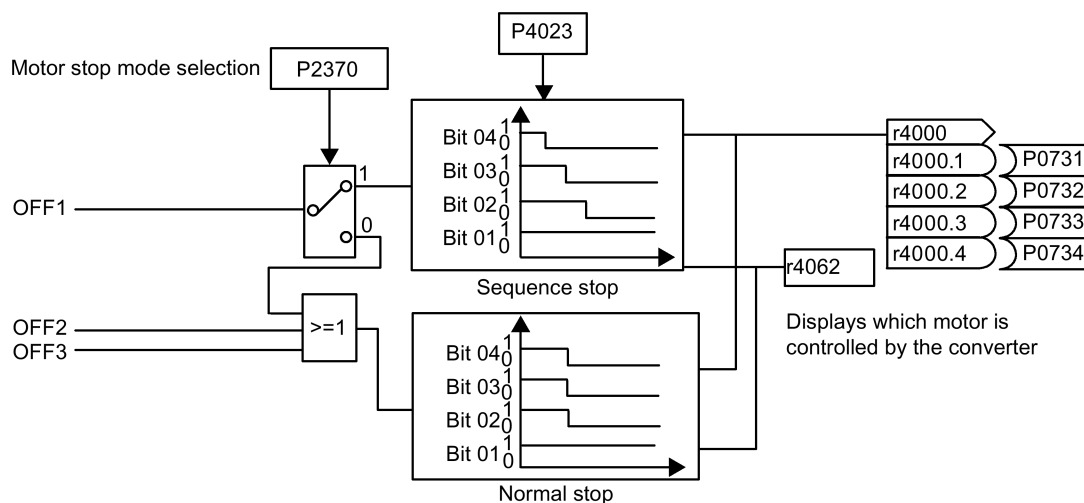 P4023
Motor stop mode selection
P2370
Bit 04 1 0
Bit 03 1 0
Bit 02 1 0
Bit 01 1 0
1
0
OFF1
Sequence stop
r4000
r4000.1 P0731
r4000.2 P0732
r4000.3 P0733
r4000.4 P0734
r4062
Displays which motor is
controlled by the converter
OFF2
OFF3
>=1
Bit 04 1 0
Bit 03 1 0
Bit 02 1 0
Bit 01 1 0
Normal stop